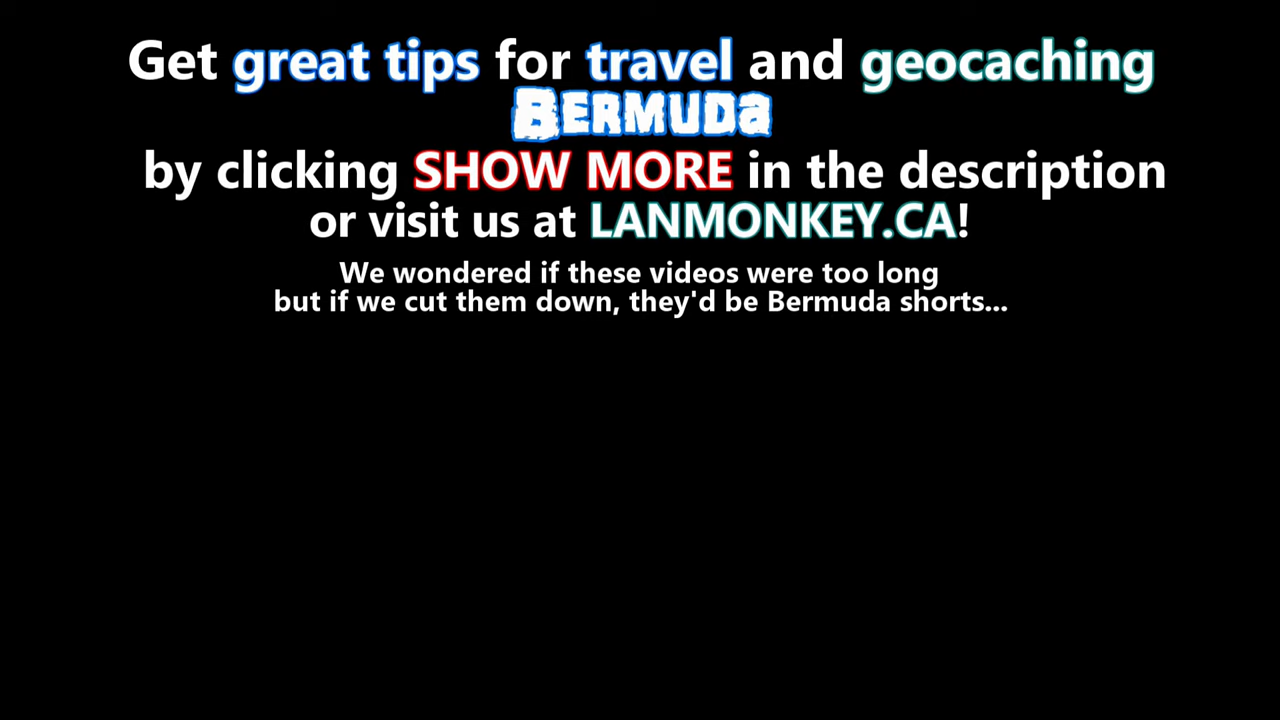 Get great tips for travel and geocaching
BERMUDa
by clicking SHOW MORE in the description
or visit us at LANMONKEY.CA!
We wondered if these videos were too long
but if we cut them down, they'd be Bermuda shorts...